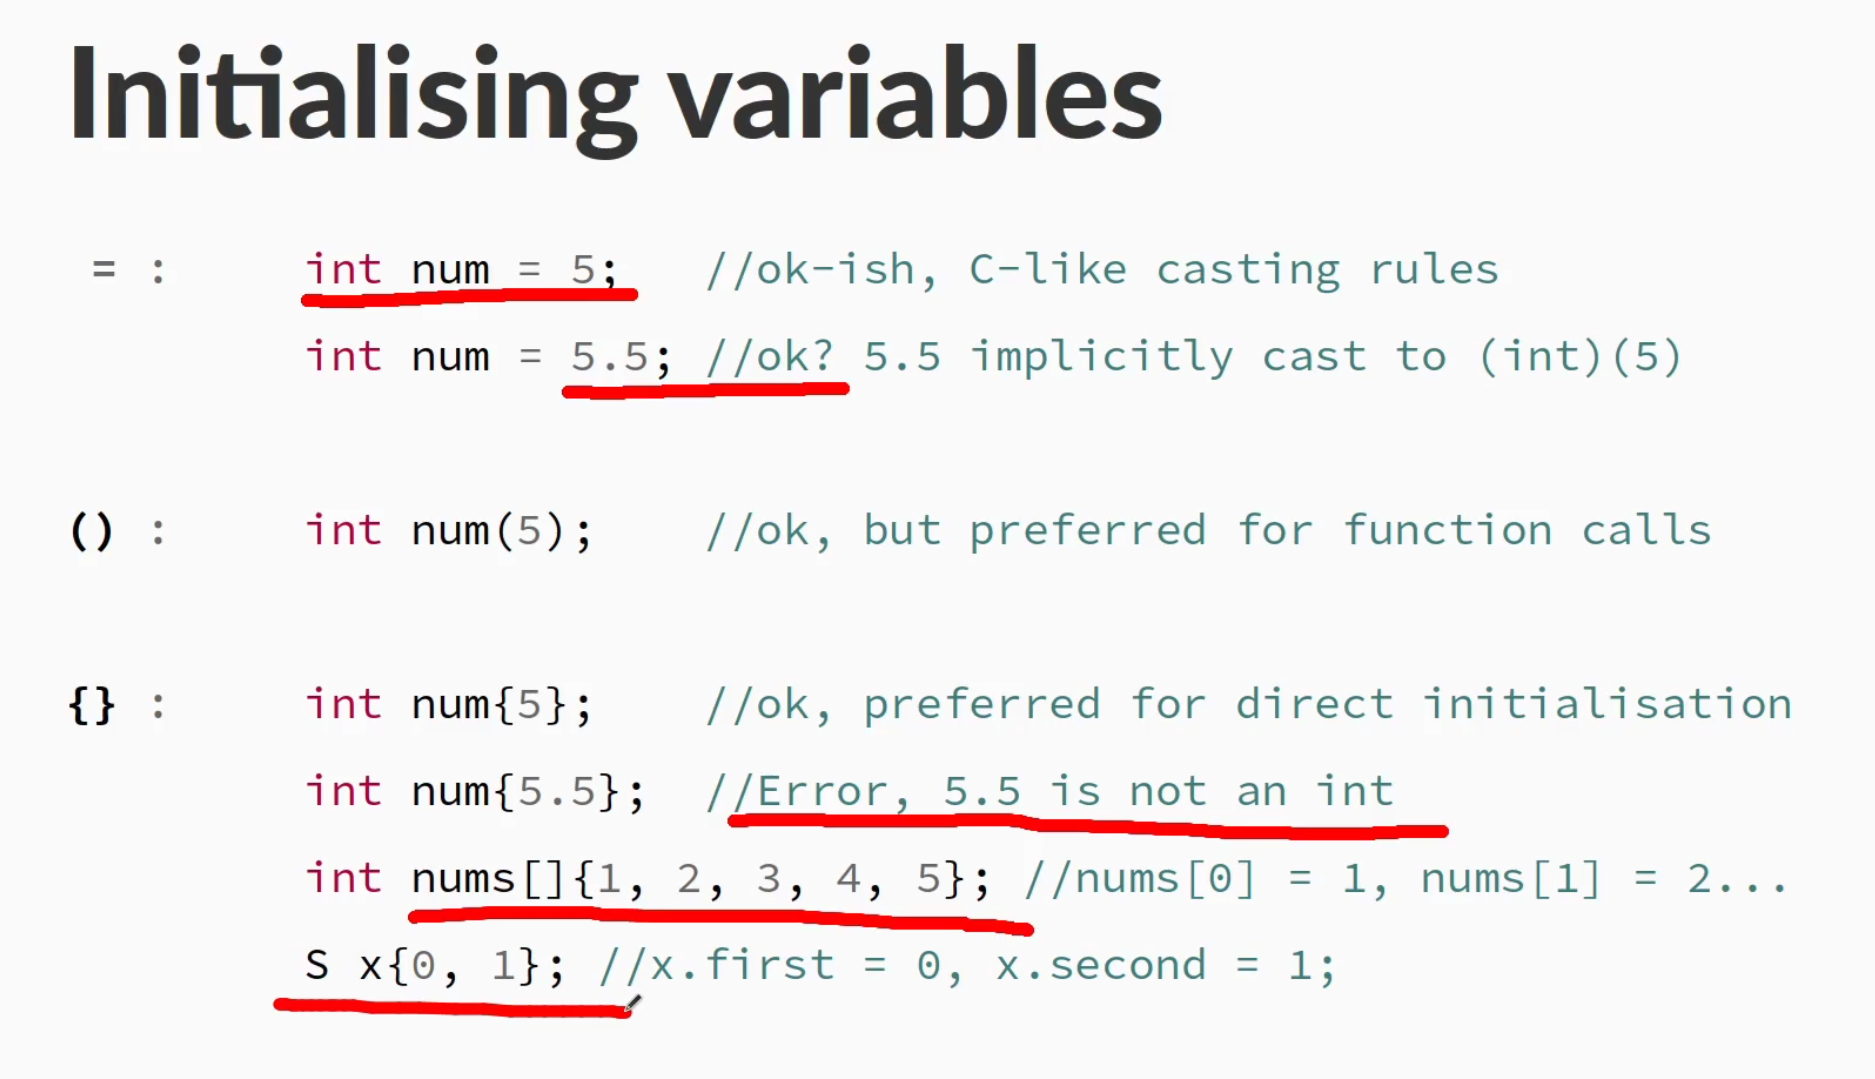 Initialising variables
= : int num = 5; //ok-ish, C-like casting rules
int num = 5.5; //ok? 5.5 implicitly cast to (int)(5)
() : int num(5); //ok, but preferred for function calls
{} : int num{5}; //ok, preferred for direct initialisation
int num{5.5}; //Error, 5.5 is not an int
int nums[]{1, 2, 3, 4, 5}; //nums[0] = 1, nums[1] = 2...
S x{0, 1}; //x.first = 0, x.second = 1;